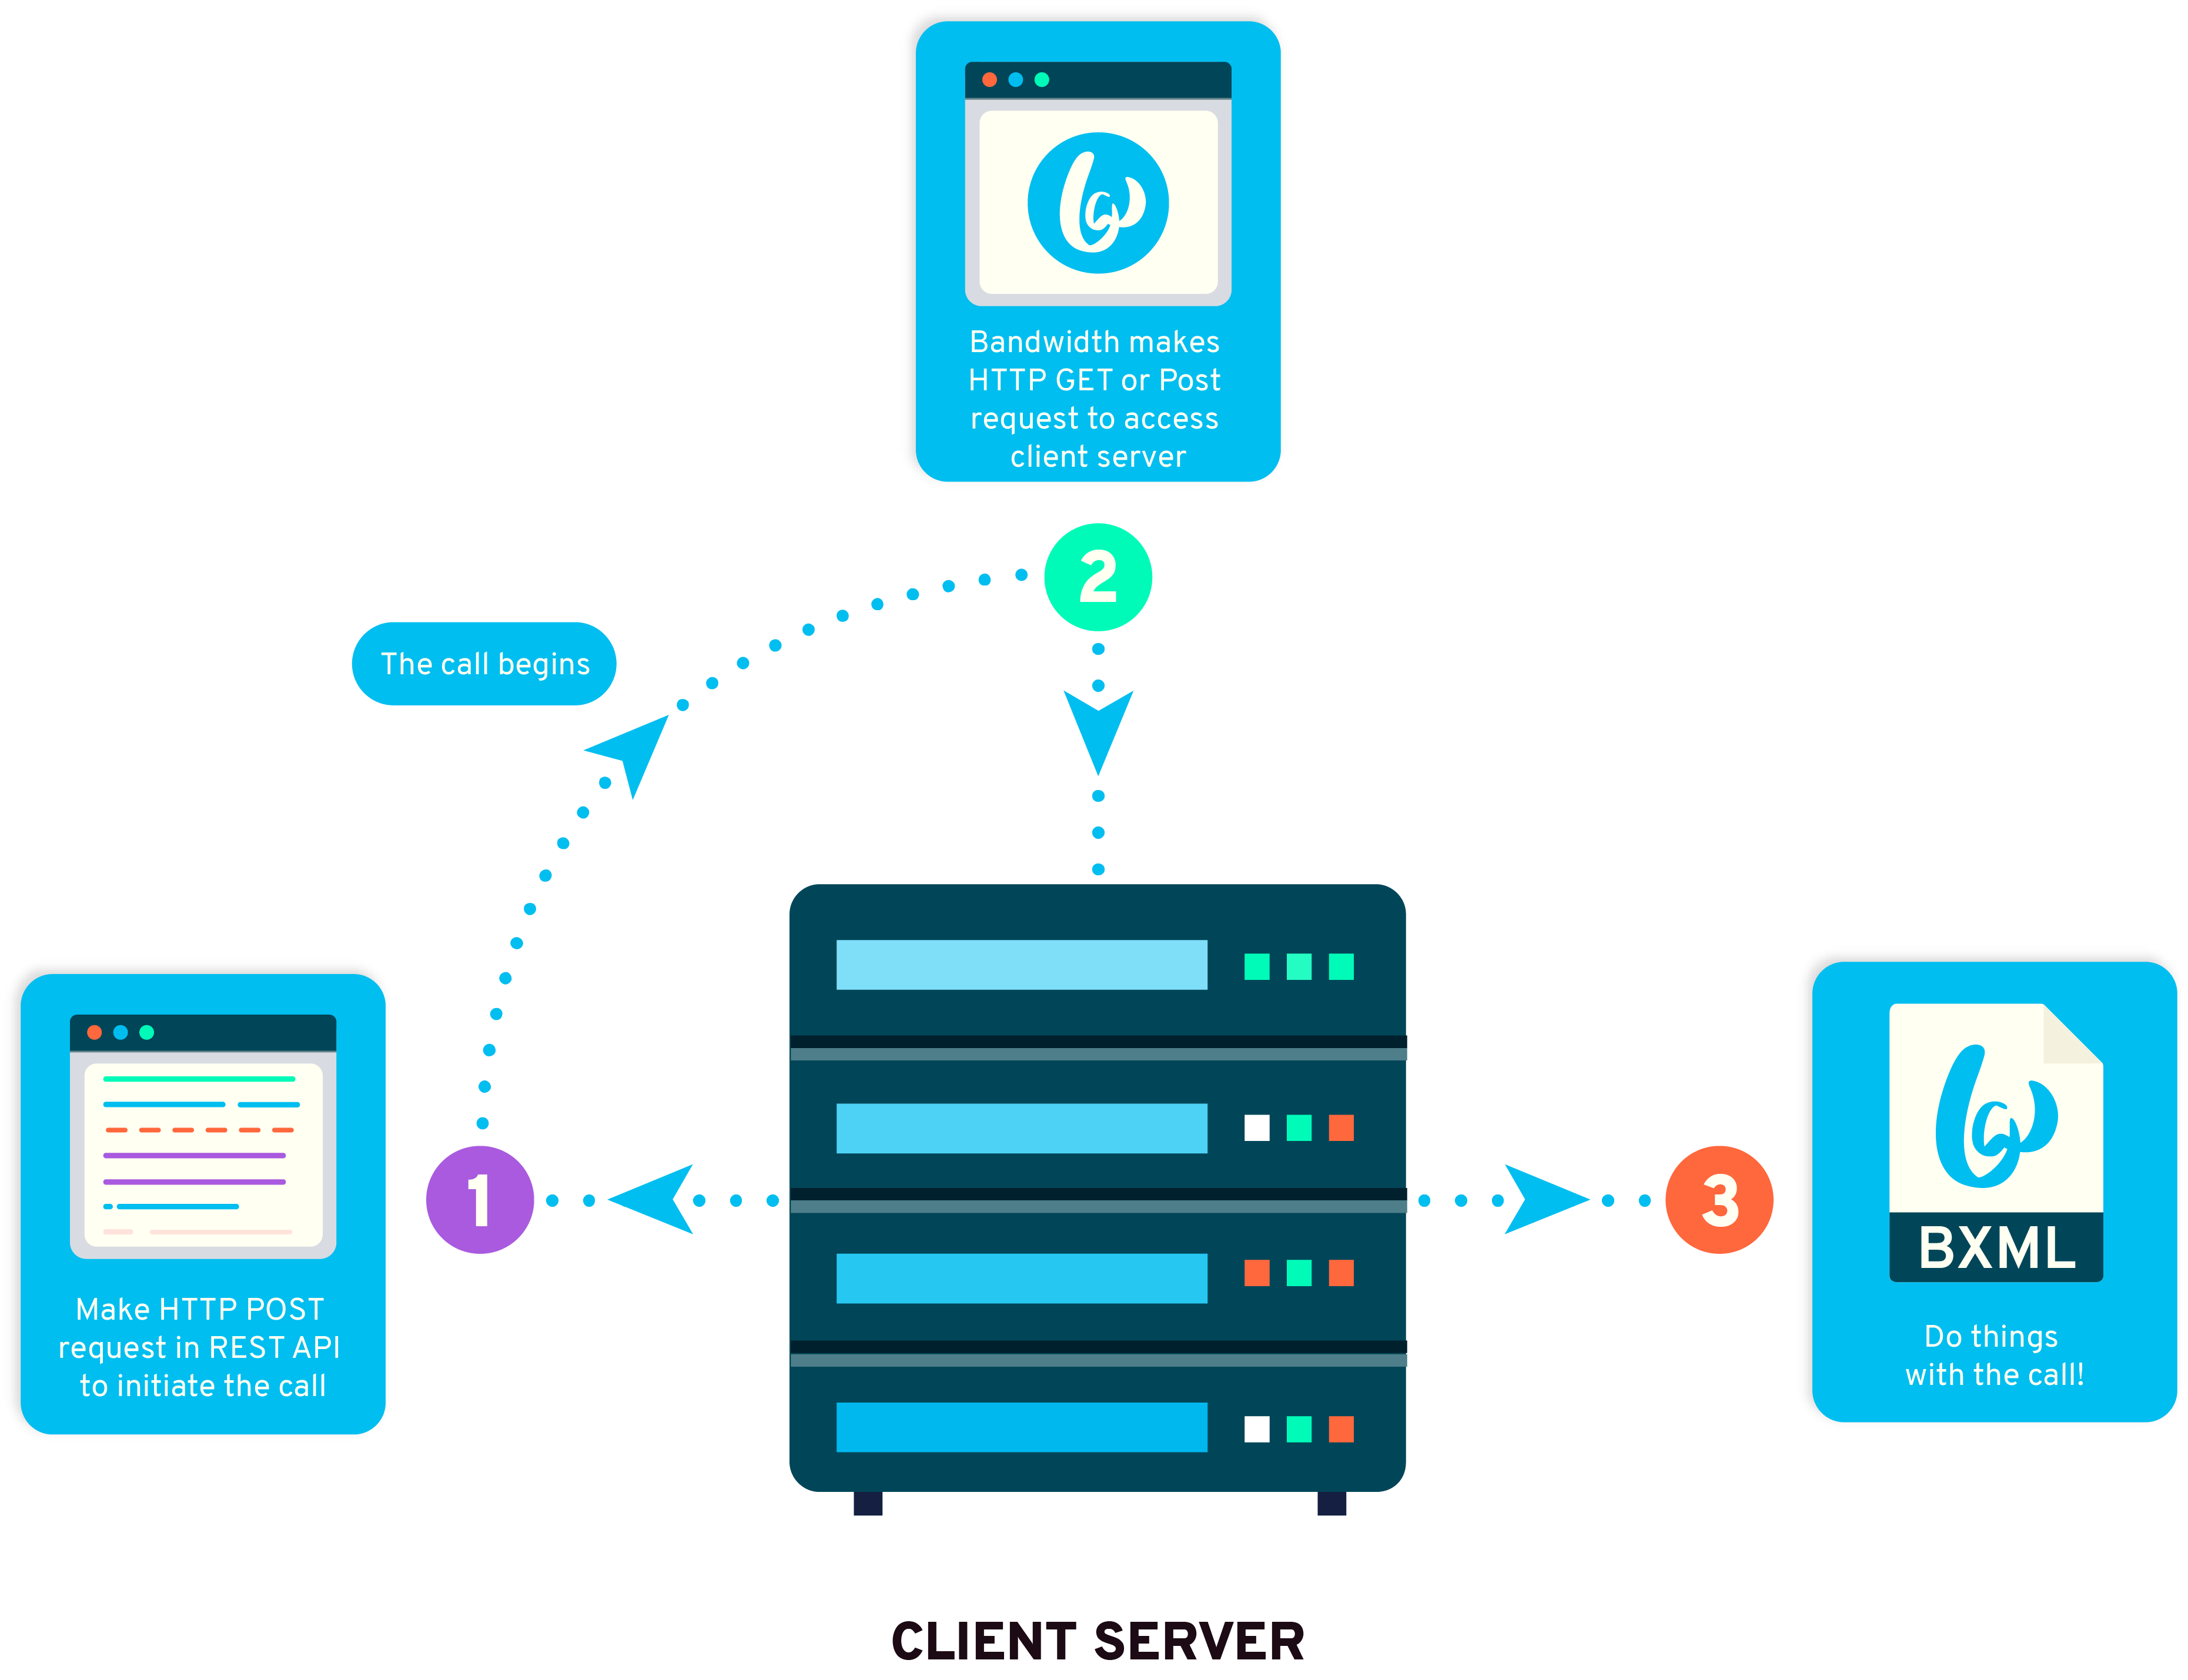 Bandwidth makes
HTTP GET or Post
request to access
client server
2
The call begins
1
Make HTTP POST
request in REST API
to initiate the call
3
BXML
Do things
with the call!
CLIENT SERVER